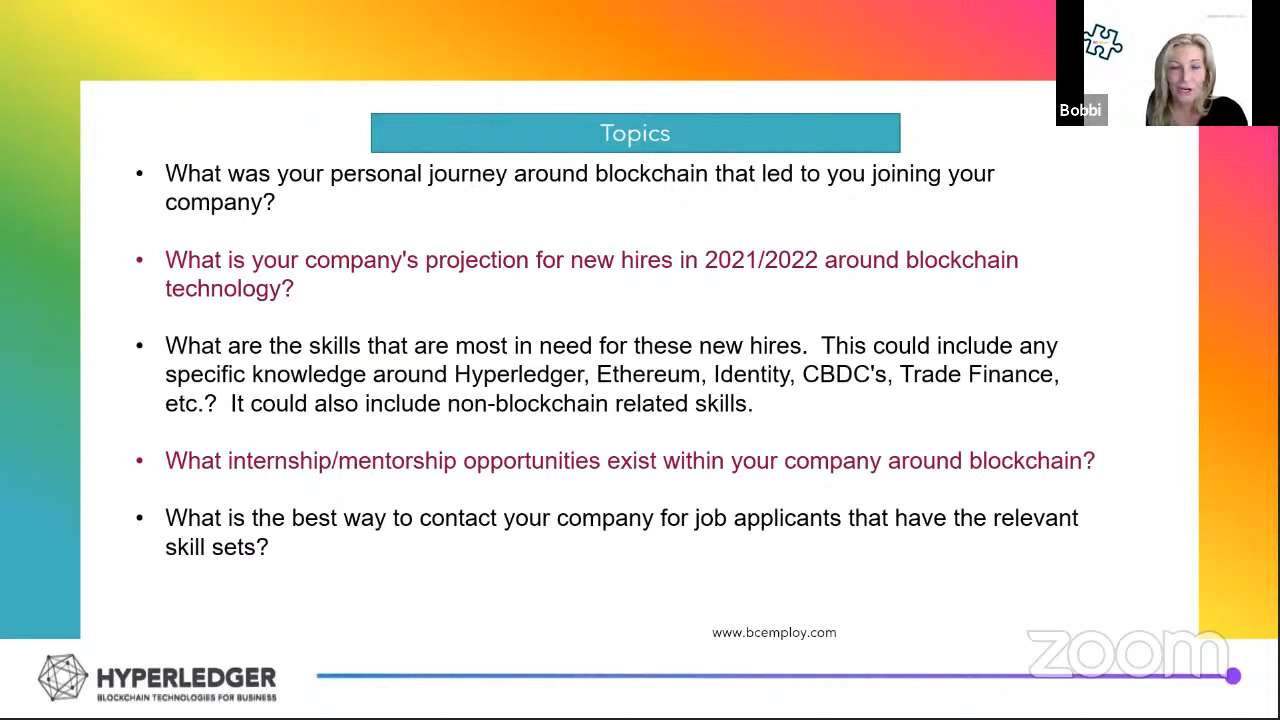 Bobbi
Topics
• What was your personal journey around blockchain that led to you joining your
company?
• What is your company's projection for new hires in 2021/2022 around blockchain
technology?
• What are the skills that are most in need for these new hires.  This could include any
specific knowledge around Hyperledger, Ethereum, Identity, CBDC's, Trade Finance,
etc.?  It could also include non-blockchain related skills.
• What internship/mentorship opportunities exist within your company around blockchain?
• What is the best way to contact your company for job applicants that have the relevant
skill sets?
www.bcemploy.com
zoom
HYPERLEDGER
BLOCKCHAIN TECHNOLOGIES FOR BUSINESS